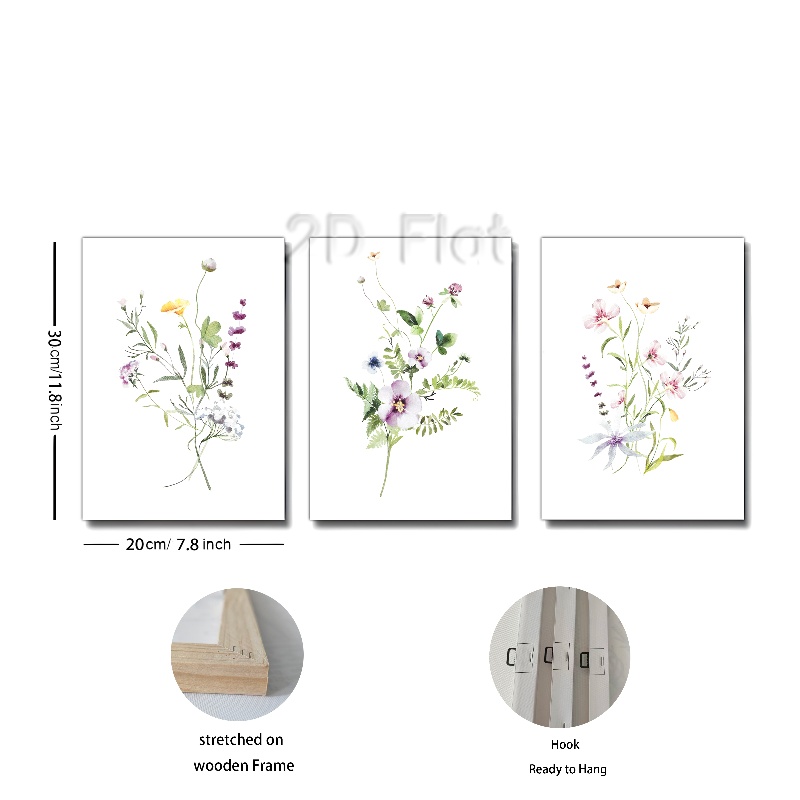 2D Flat
30cm/11.8inch
20cm/ 7.8 inch
stretched on
wooden Frame
Hook
Ready to Hang